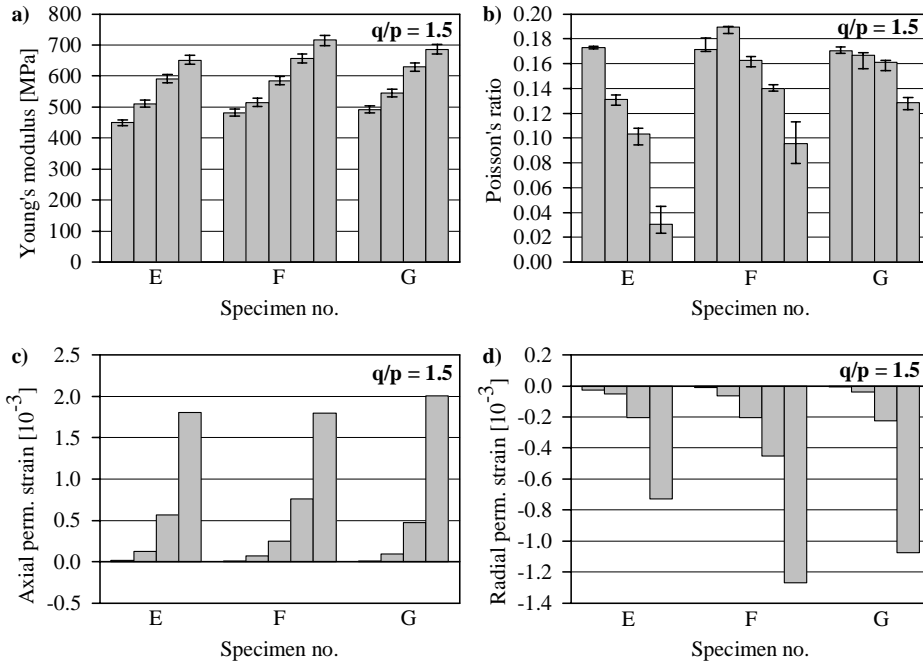 a)
q/p = 1.5
Young's modulus [MPa]
800
700
600
500
400
300
200
100
0
E F G
Specimen no.
b)
q/p = 1.5
Poisson's ratio
0.20
0.18
0.16
0.14
0.12
0.10
0.08
0.06
0.04
0.02
0.00
E F G
Specimen no.
c)
q/p = 1.5
Axial perm. strain [10⁻³]
2.5
2.0
1.5
1.0
0.5
0.0
-0.5
E F G
Specimen no.
d)
q/p = 1.5
Radial perm. strain [10⁻³]
0.2
0.0
-0.2
-0.4
-0.6
-0.8
-1.0
-1.2
-1.4
E F G
Specimen no.